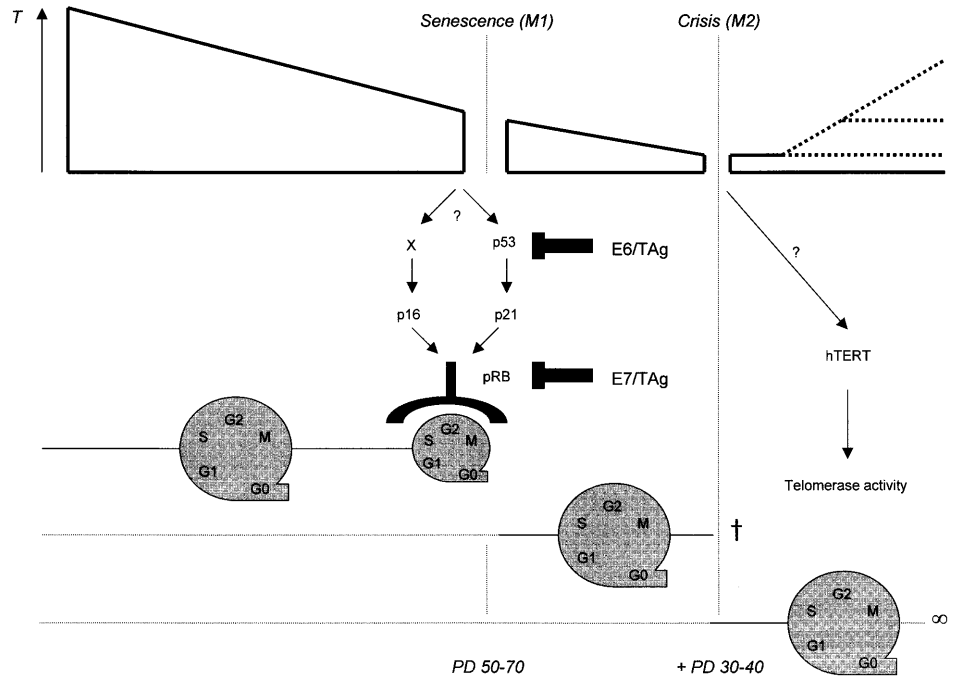 T
Senescence (M1)
Crisis (M2)
?
X
p53
E6/TAg
?
p16
p21
hTERT
pRB
E7/TAg
G2
S
M
G1
G0
G2
S
M
G1
G0
Telomerase activity
G2
S
M
G1
G0
†
G2
S
M
G1
G0
∞
PD 50-70
+ PD 30-40